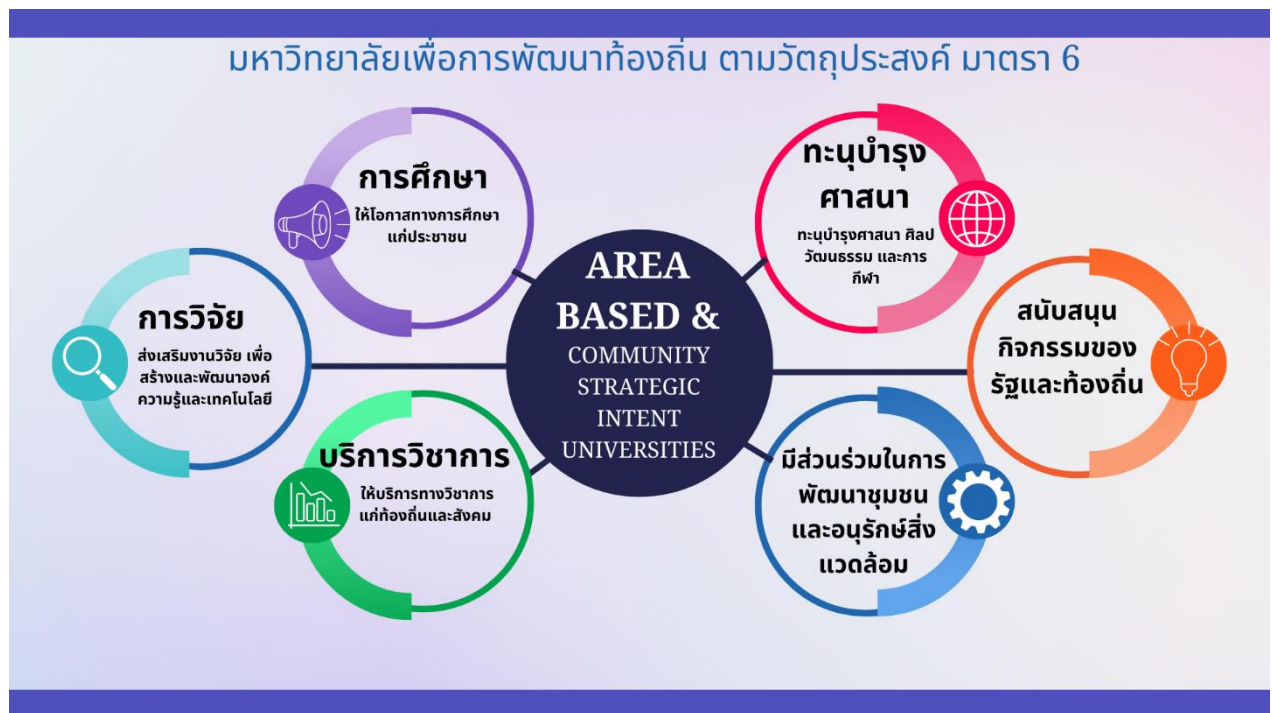 มหาวิทยาลัยเพื่อการพัฒนาท้องถิ่น ตามวัตถุประสงค์ มาตรา 6
การศึกษา
ให้โอกาสทางการศึกษา
แก่ประชาชน
ทะนุบำรุง
ศาสนา
ทะนุบำรุงศาสนา ศิลป
วัฒนธรรม และการ
กีฬา
การวิจัย
ส่งเสริมงานวิจัย เพื่อ
สร้างและพัฒนาองค์
ความรู้และเทคโนโลยี
AREA
BASED &
COMMUNITY
STRATEGIC
INTENT
UNIVERSITIES
สนับสนุน
กิจกรรมของ
รัฐและท้องถิ่น
บริการวิชาการ
ให้บริการทางวิชาการ
แก่ท้องถิ่นและสังคม
มีส่วนร่วมในการ
พัฒนาชุมชน
และอนุรักษ์สิ่ง
แวดล้อม